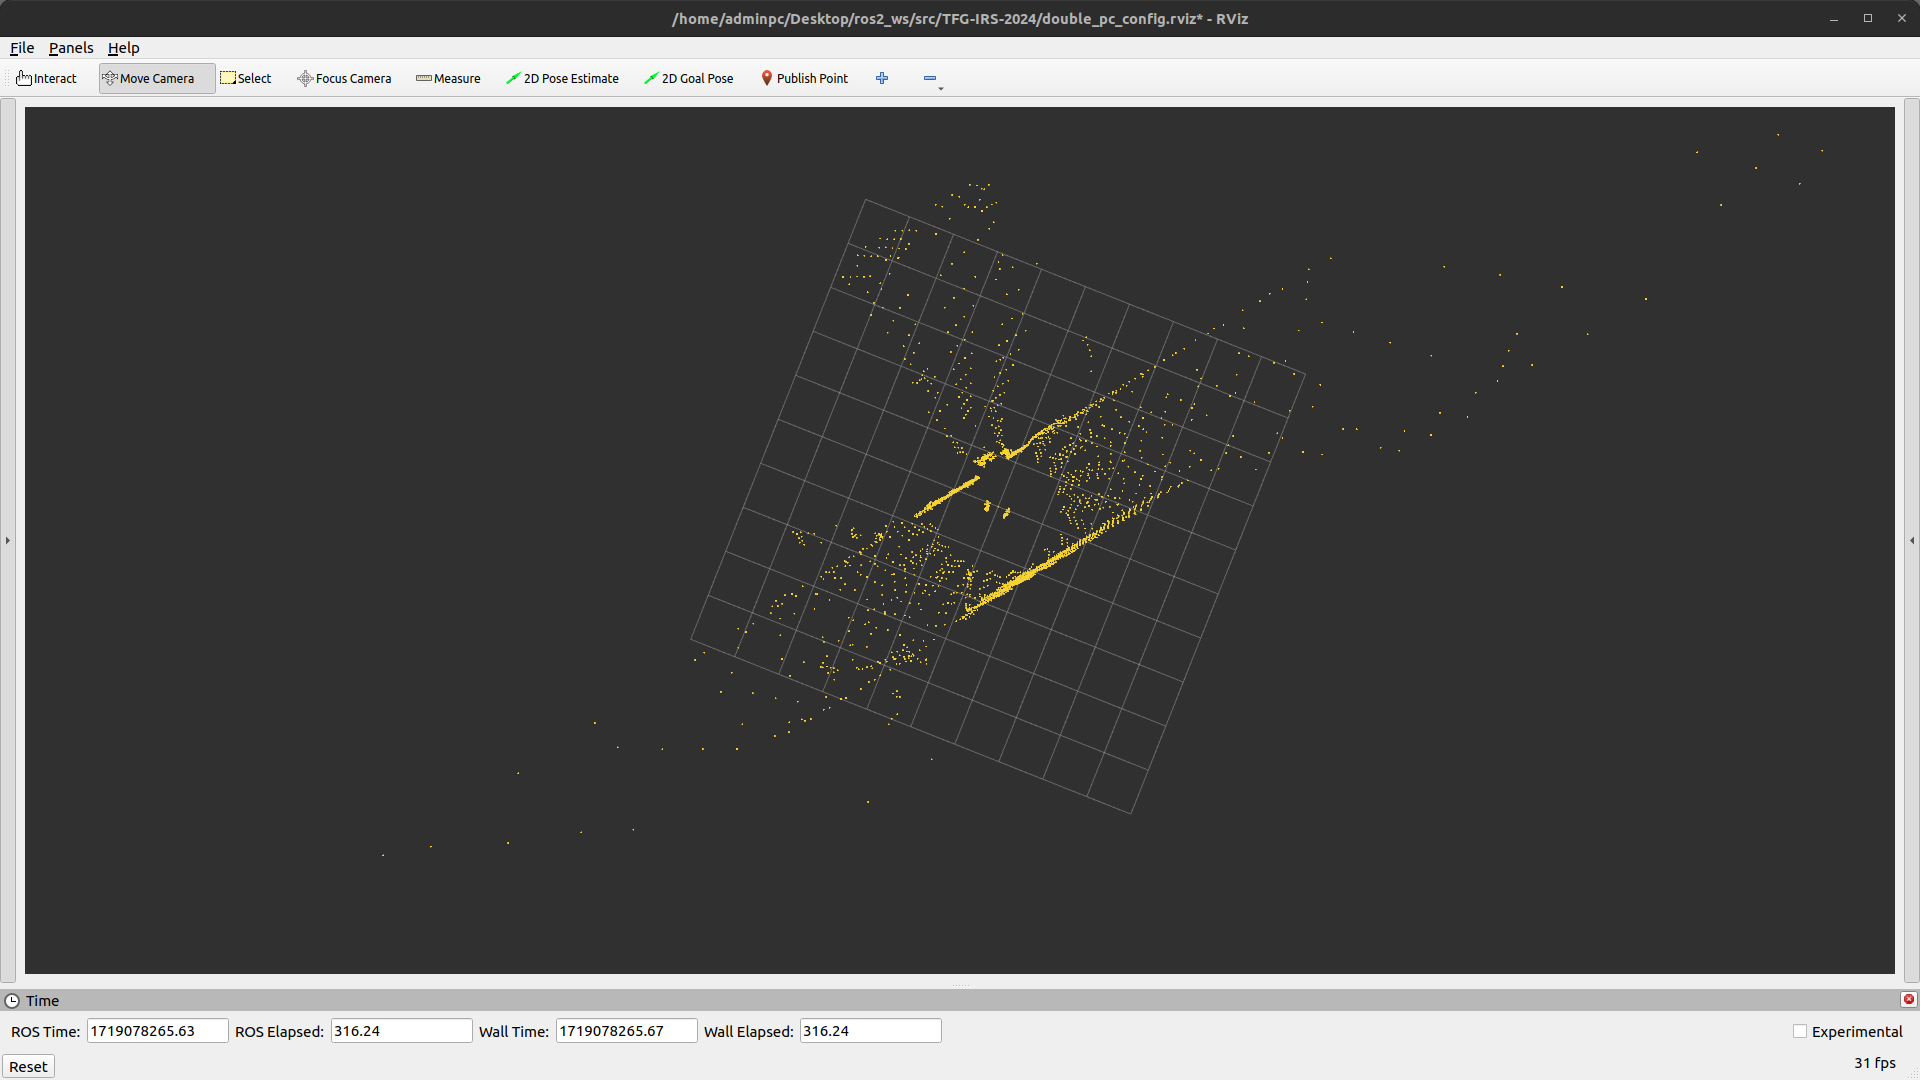 /home/adminpc/Desktop/ros2_ws/src/TFG-IRS-2024/double_pc_config.rviz* - RViz
File Panels Help
Interact Move Camera Select Focus Camera Measure 2D Pose Estimate 2D Goal Pose Publish Point
Time
ROS Time: 1719078265.63 ROS Elapsed: 316.24 Wall Time: 1719078265.67 Wall Elapsed: 316.24 Experimental
Reset 31 fps